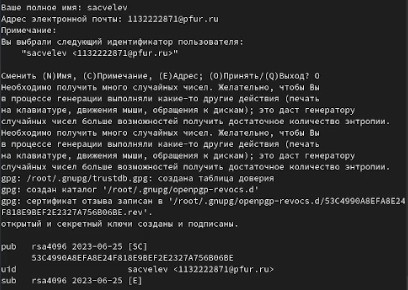 Ваше полное имя: sacvelev
Адрес электронной почты: 1132222871@pfur.ru
Примечание:
Вы выбрали следующий идентификатор пользователя:
"sacvelev <1132222871@pfur.ru>"
Сменить (N)Имя, (C)Примечание, (E)Адрес; (O)Принять/(Q)Выход? O
Необходимо получить много случайных чисел. Желательно, чтобы Вы
в процессе генерации выполняли какие-то другие действия (печать
на клавиатуре, движения мыши, обращения к дискам); это даст генератору
случайных чисел больше возможностей получить достаточное количество энтропии.
Необходимо получить много случайных чисел. Желательно, чтобы Вы
в процессе генерации выполняли какие-то другие действия (печать
на клавиатуре, движения мыши, обращения к дискам); это даст генератору
случайных чисел больше возможностей получить достаточное количество энтропии.
gpg: /root/.gnupg/trustdb.gpg: создана таблица доверия
gpg: создан каталог '/root/.gnupg/openpgp-revocs.d'
gpg: сертификат отзыва записан в '/root/.gnupg/openpgp-revocs.d/53C4990A8EFA8E24
F818E9BEF2E2327A756B06BE.rev'.
открытый и секретный ключи созданы и подписаны.
pub rsa4096 2023-06-25 [SC]
53C4990A8EFA8E24F818E9BEF2E2327A756B06BE
uid sacvelev <1132222871@pfur.ru>
sub rsa4096 2023-06-25 [E]